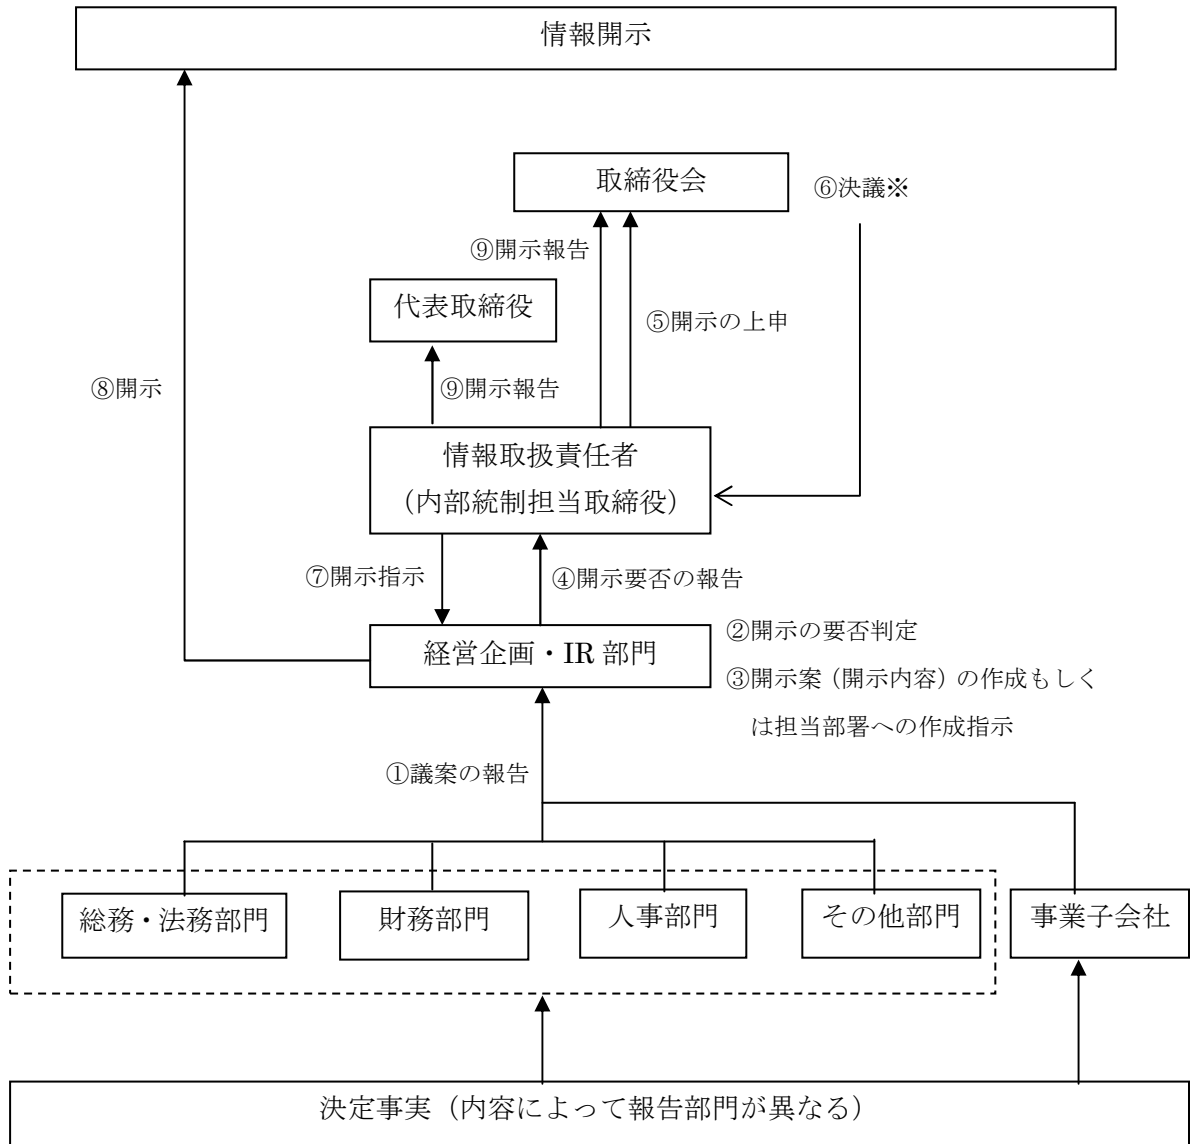 情報開示
取締役会
⑥決議※
⑨開示報告
代表取締役
⑤開示の上申
⑧開示
⑨開示報告
情報取扱責任者
（内部統制担当取締役）
⑦開示指示
④開示要否の報告
経営企画・IR 部門
②開示の要否判定
③開示案（開示内容）の作成もしく
は担当部署への作成指示
①議案の報告
総務・法務部門
財務部門
人事部門
その他部門
事業子会社
決定事実（内容によって報告部門が異なる）